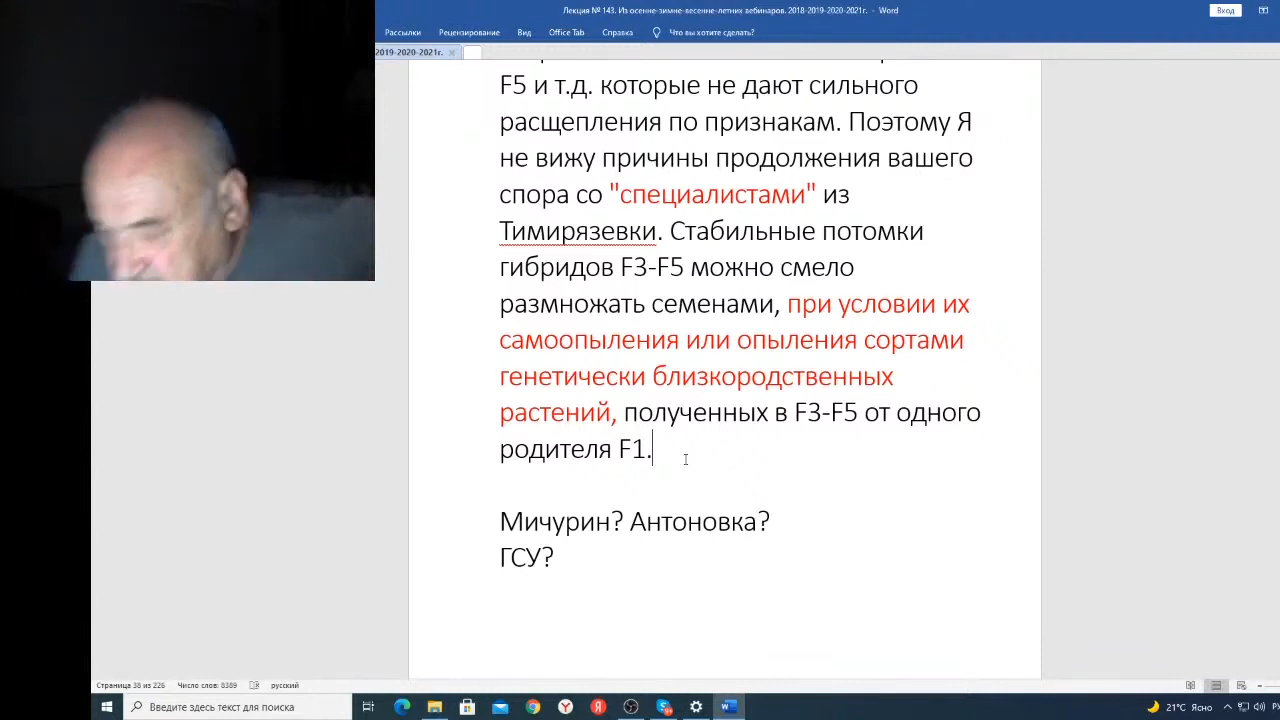 Лекция № 143. Из осенне-зимне-весенне-летних вебинаров. 2018-2019-2020-2021г. - Word
Вход
Рассылки Рецензирование Вид Office Tab Справка Что вы хотите сделать?
2019-2020-2021г.
F5 и т.д. которые не дают сильного
расщепления по признакам. Поэтому Я
не вижу причины продолжения вашего
спора со "специалистами" из
Тимирязевки. Стабильные потомки
гибридов F3-F5 можно смело
размножать семенами, при условии их
самоопыления или опыления сортами
генетически близкородственных
растений, полученных в F3-F5 от одного
родителя F1.
Мичурин? Антоновка?
ГСУ?
Страница 38 из 226 Число слов: 8389 русский
Введите здесь текст для поиска
21°C Ясно